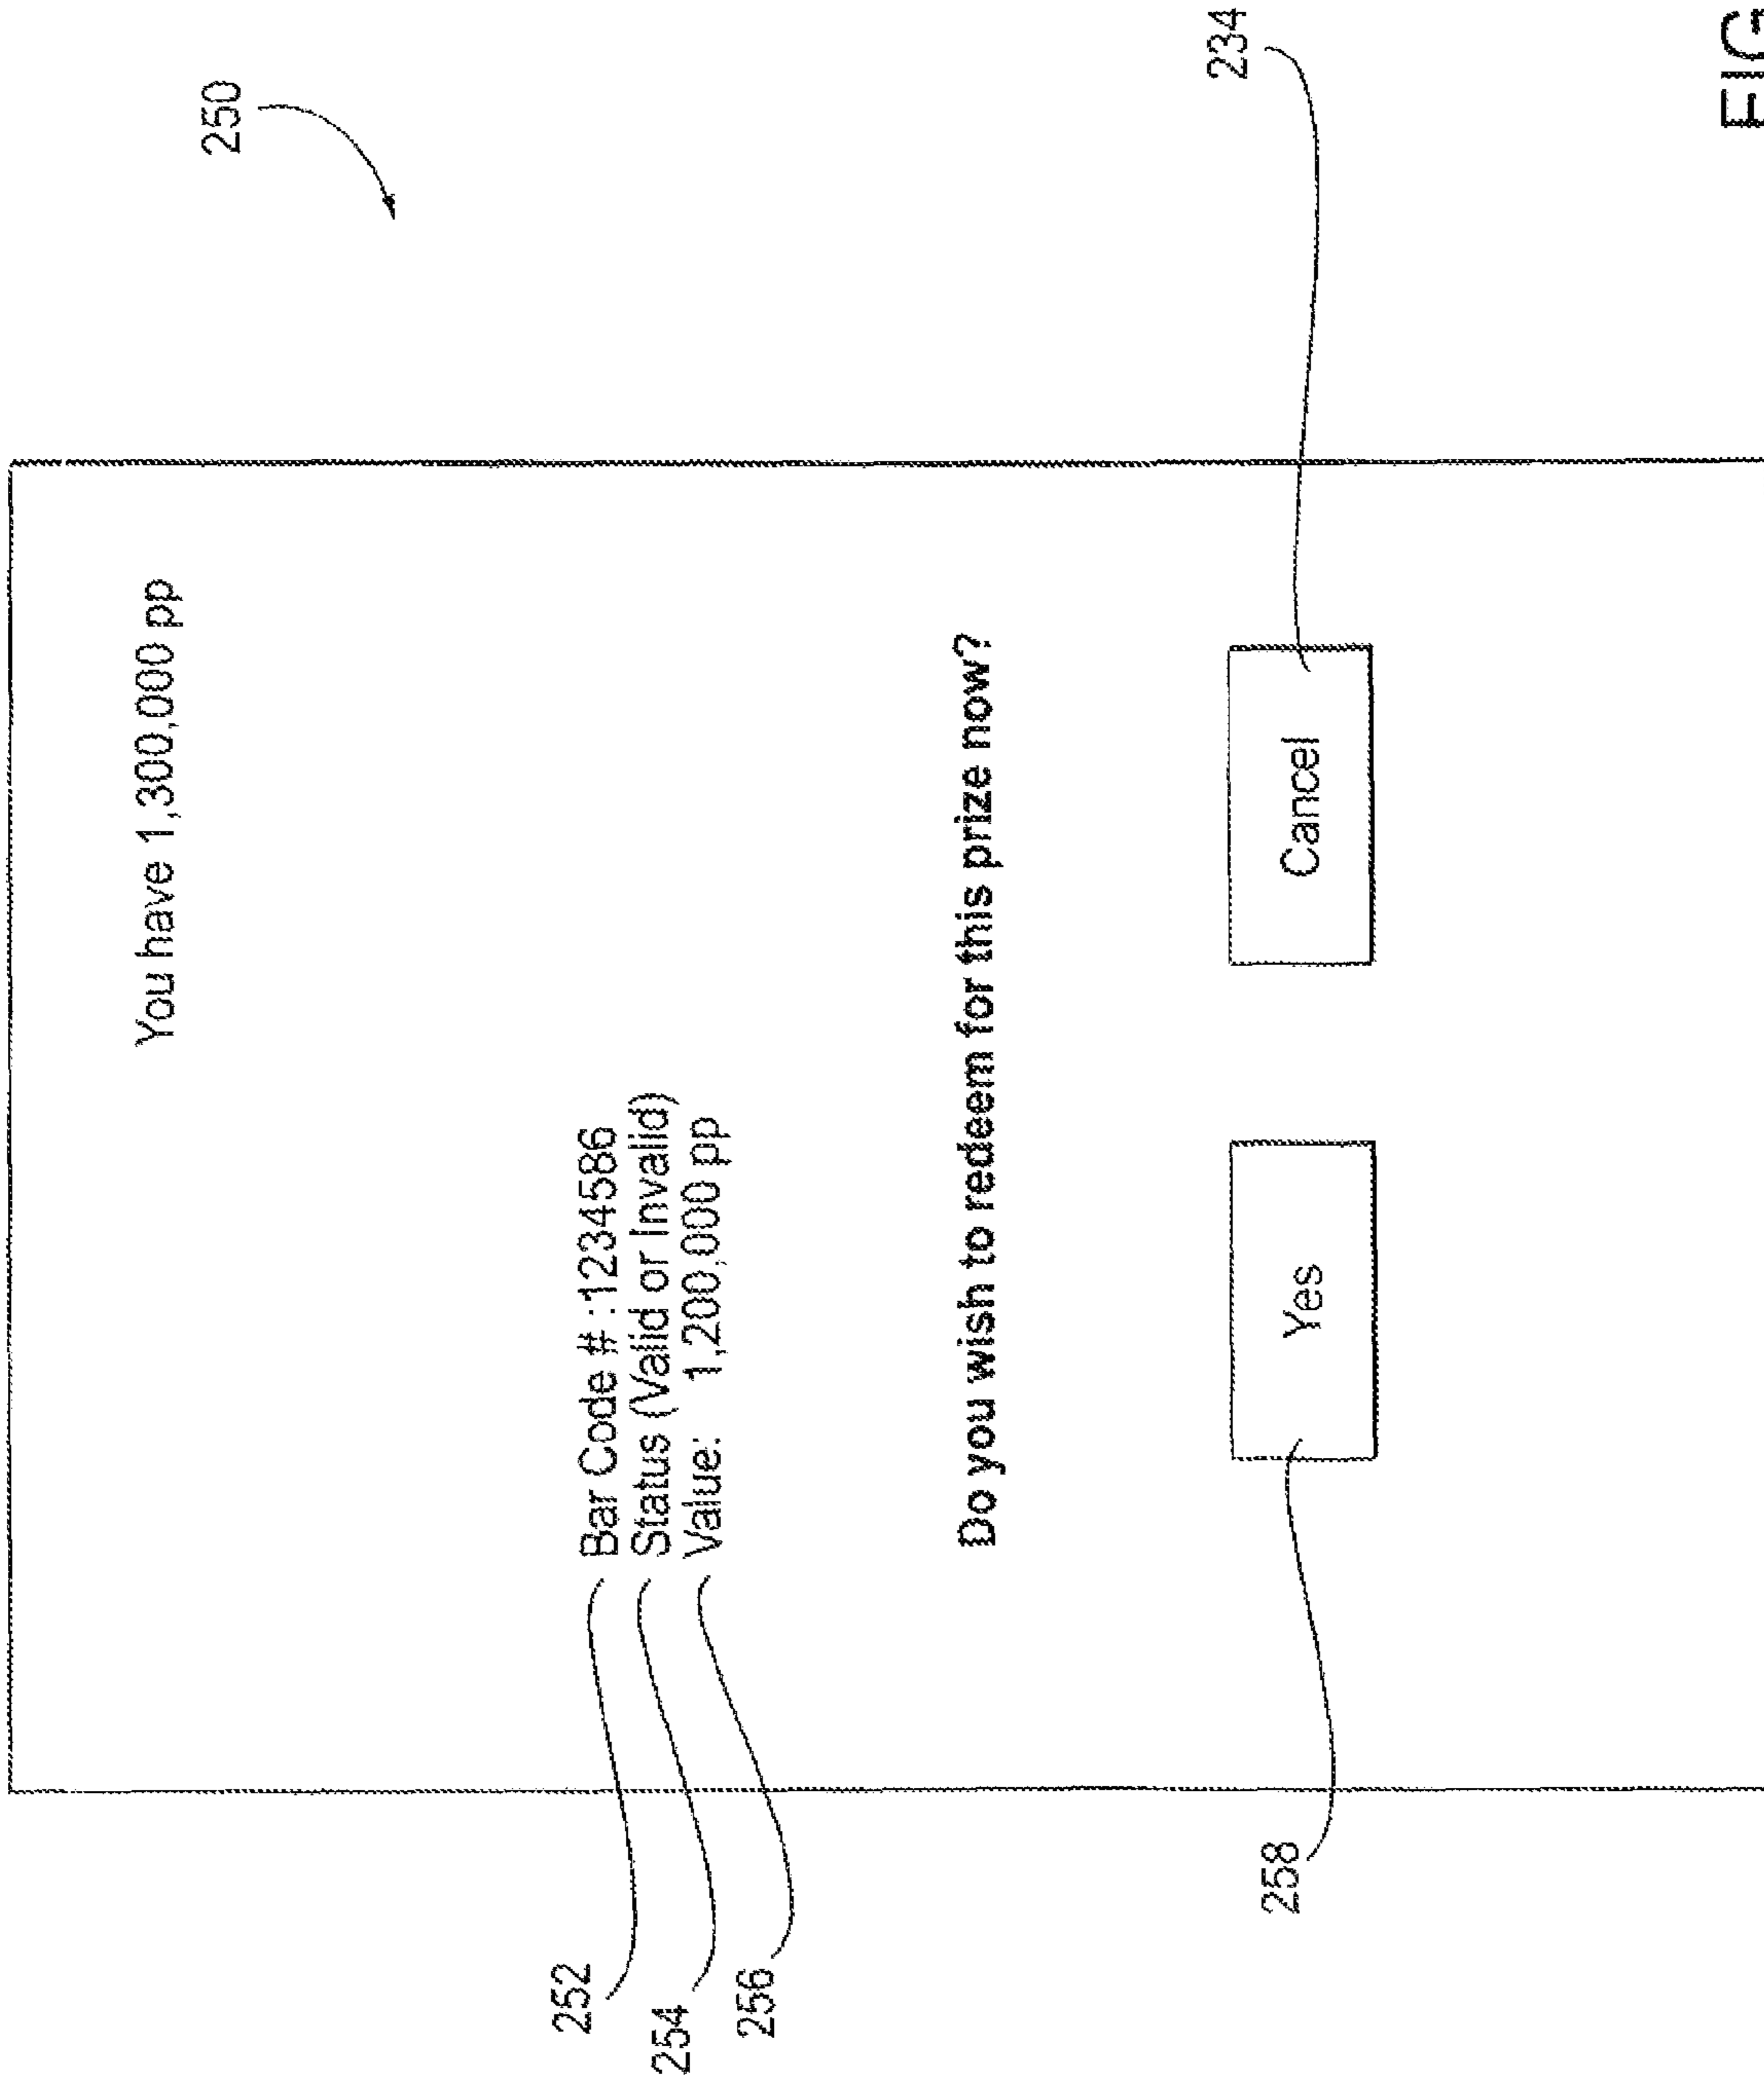 250
You have 1,300,000 pp
252
Bar Code # :1234586
254
Status (Valid or Invalid)
256
Value: 1,200,000 pp
Do you wish to redeem for this prize now?
258
Yes
Cancel
234
FIG